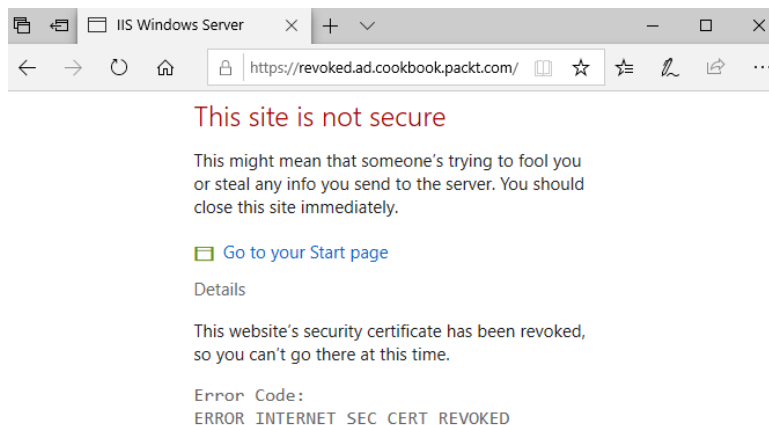 IIS Windows Server
https://revoked.ad.cookbook.packt.com/
This site is not secure
This might mean that someone's trying to fool you
or steal any info you send to the server. You should
close this site immediately.
Go to your Start page
Details
This website's security certificate has been revoked,
so you can't go there at this time.
Error Code:
ERROR INTERNET SEC CERT REVOKED